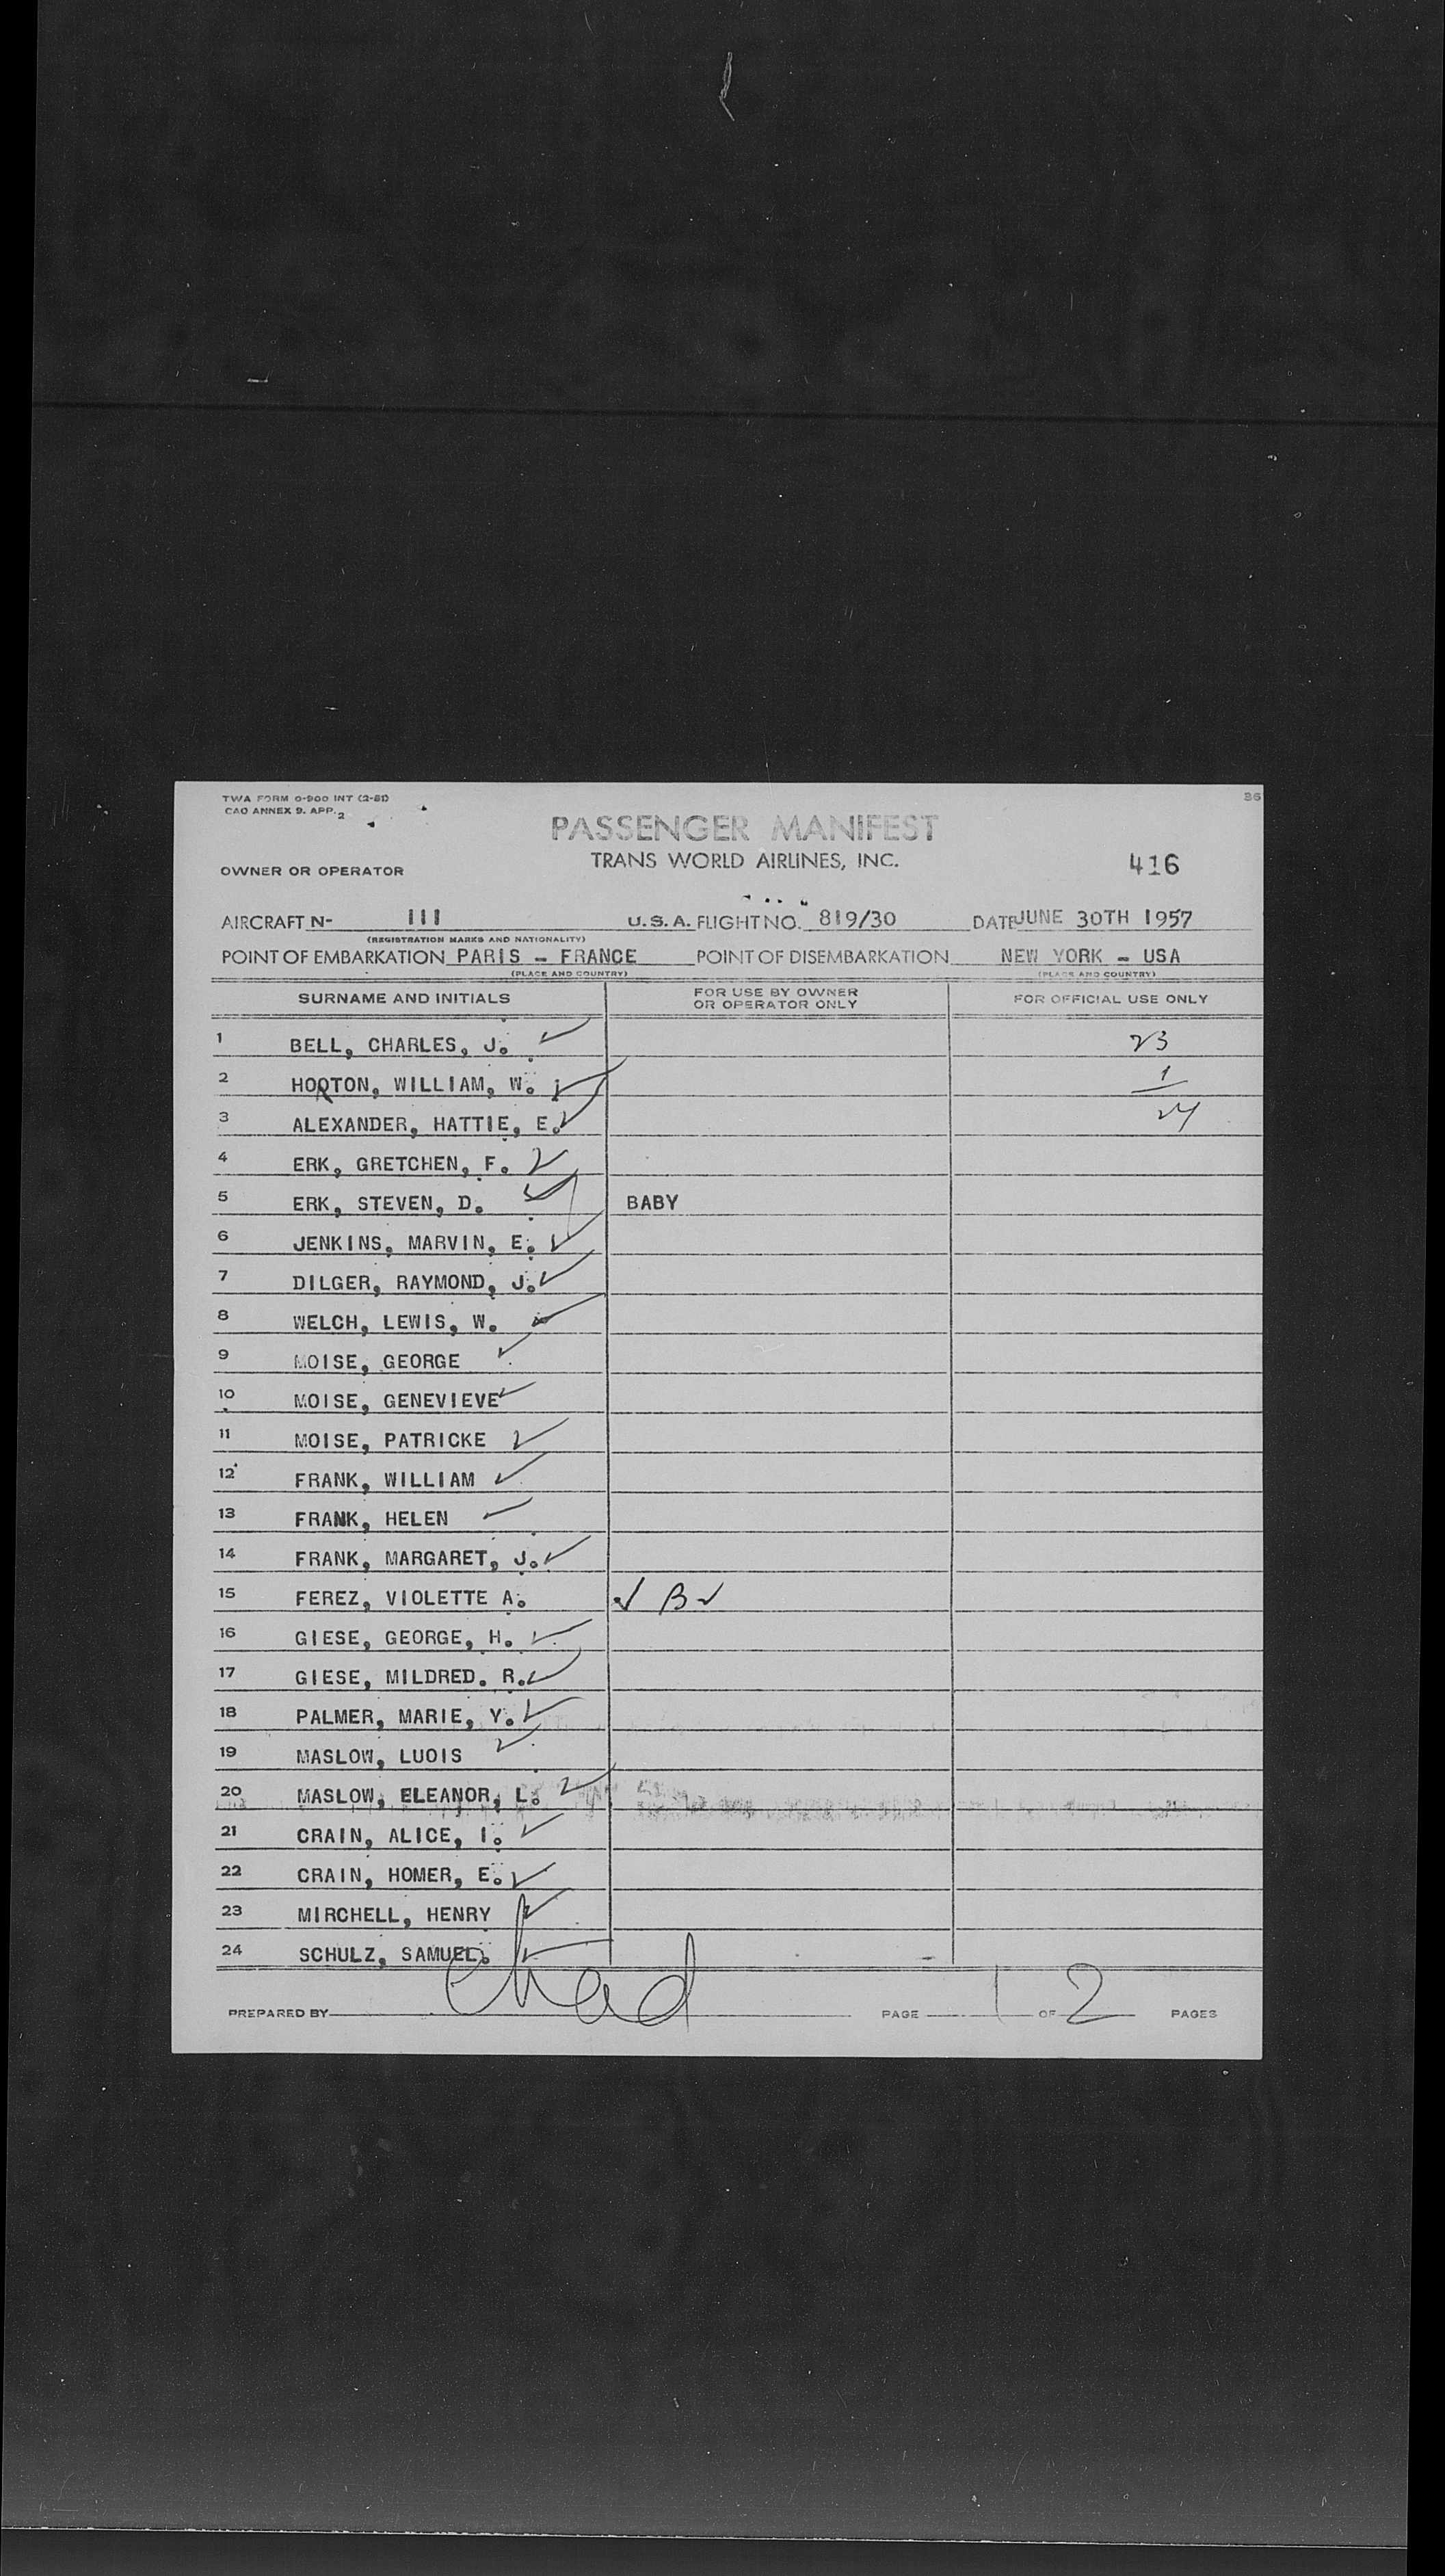 TWA FORM O-900 INT (2-51)
CAO ANNEX 9. APP. 2
36
PASSENGER MANIFEST
TRANS WORLD AIRLINES, INC.
416
OWNER OR OPERATOR
AIRCRAFT N- 111 U.S.A. FLIGHT NO. 819/30 DATE JUNE 30TH 1957
(REGISTRATION MARKS AND NATIONALITY)
POINT OF EMBARKATION PARIS - FRANCE POINT OF DISEMBARKATION NEW YORK - USA
(PLACE AND COUNTRY) (PLACE AND COUNTRY)
SURNAME AND INITIALS FOR USE BY OWNER OR OPERATOR ONLY FOR OFFICIAL USE ONLY
1 BELL, CHARLES, J. ✓ 23
2 HORTON, WILLIAM, W. ✓ 1
3 ALEXANDER, HATTIE, E. ✓ 24
4 ERK, GRETCHEN, F. ✓
5 ERK, STEVEN, D. ✓ BABY
6 JENKINS, MARVIN, E. ✓
7 DILGER, RAYMOND, J. ✓
8 WELCH, LEWIS, W. ✓
9 MOISE, GEORGE ✓
10 MOISE, GENEVIEVE ✓
11 MOISE, PATRICKE ✓
12 FRANK, WILLIAM ✓
13 FRANK, HELEN ✓
14 FRANK, MARGARET, J. ✓
15 FEREZ, VIOLETTE A. ✓ B ✓
16 GIESE, GEORGE, H. ✓
17 GIESE, MILDRED. R. ✓
18 PALMER, MARIE, Y. ✓
19 MASLOW, LUOIS ✓
20 MASLOW, ELEANOR, L. ✓
21 CRAIN, ALICE, I. ✓
22 CRAIN, HOMER, E. ✓
23 MIRCHELL, HENRY ✓
24 SCHULZ, SAMUEL. ✓
PREPARED BY PAGE 1 OF 2 PAGES